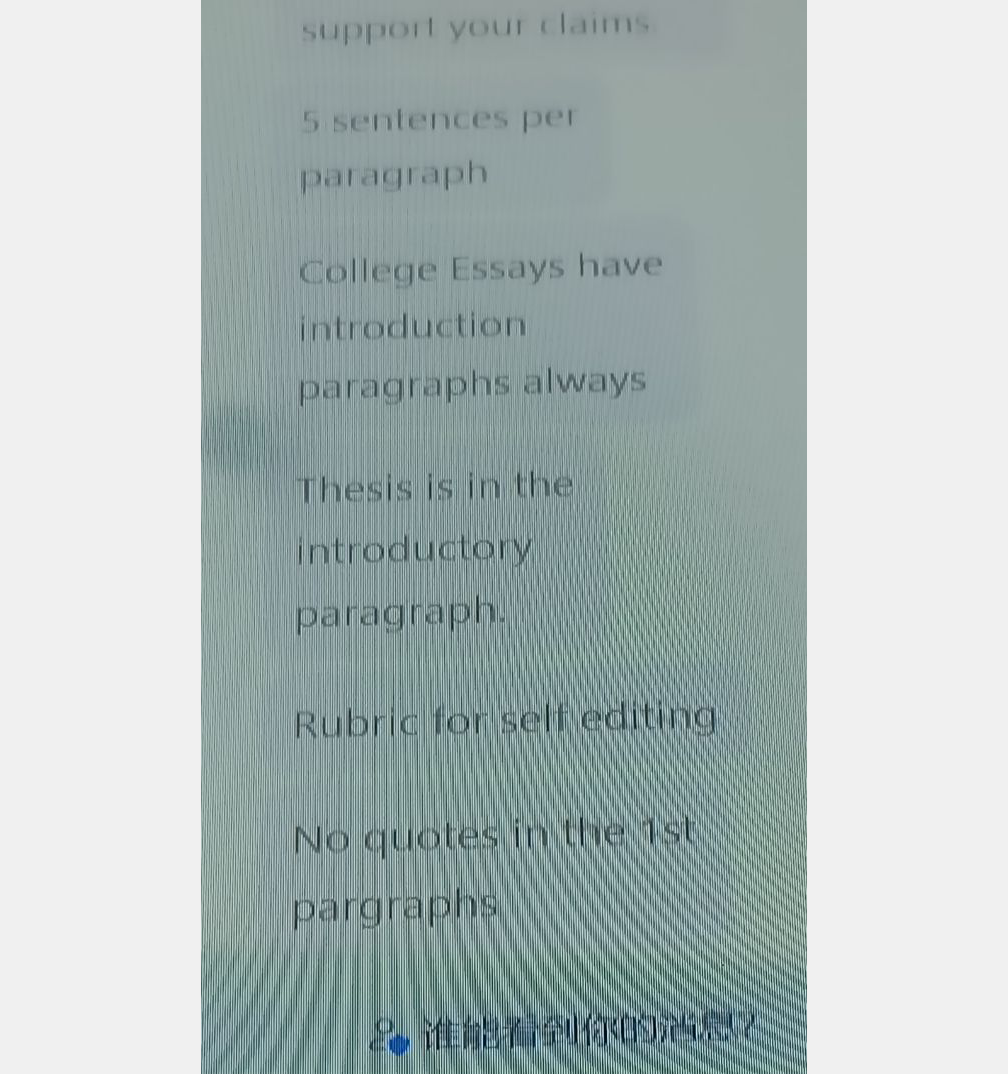 support your claims
5 sentences per
paragraph
College Essays have
introduction
paragraphs always
Thesis is in the
introductory
paragraph.
Rubric for self editing
No quotes in the 1st
pargraphs
谁能看到你的消息?